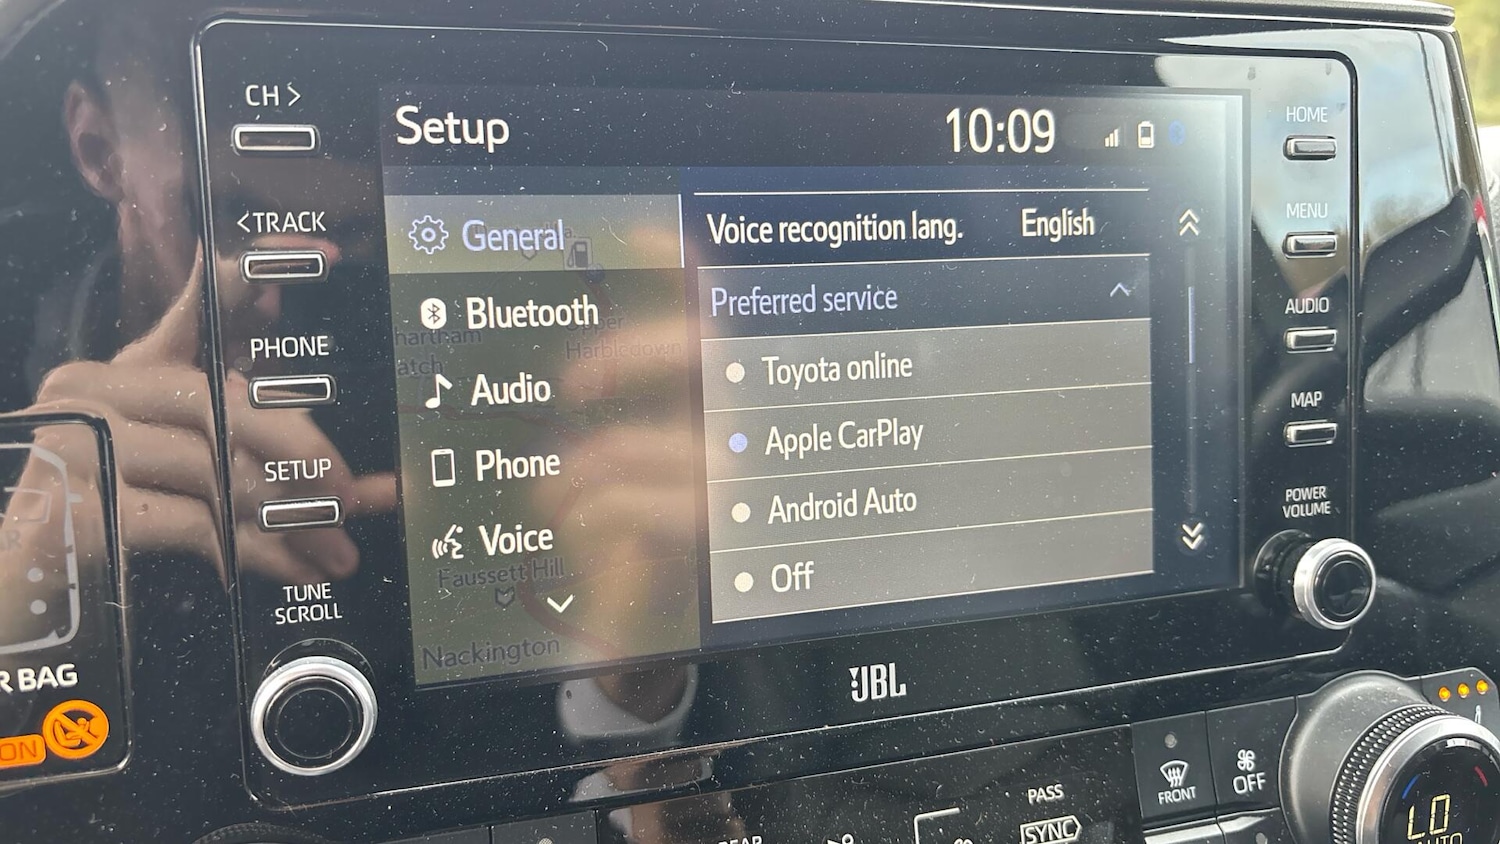 CH >
< TRACK
PHONE
SETUP
TUNE
SCROLL
Setup
10:09
General
Bluetooth
Audio
Phone
Voice
Faussett Hill
Nackington
Harbledown
Voice recognition lang. English
Preferred service
Toyota online
Apple CarPlay
Android Auto
Off
HOME
MENU
AUDIO
MAP
POWER
VOLUME
JBL
BAG
ON
PASS
SYNC
FRONT
OFF
LO
AUTO